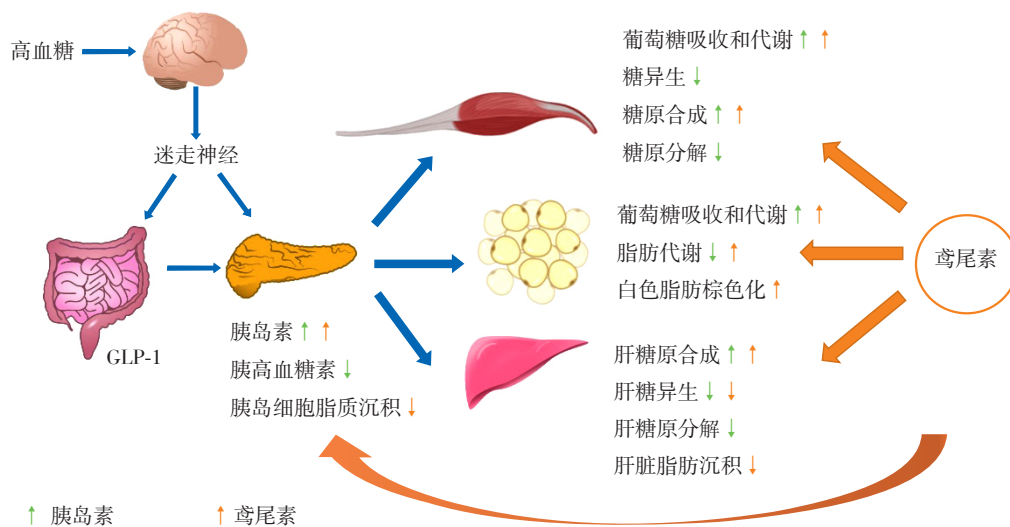 高血糖
迷走神经
GLP-1
胰岛素↑ ↑
胰高血糖素↓
胰岛细胞脂质沉积↓
葡萄糖吸收和代谢↑ ↑
糖异生↓
糖原合成↑ ↑
糖原分解↓
葡萄糖吸收和代谢↑ ↑
脂肪代谢↓ ↑
白色脂肪棕色化↑
肝糖原合成↑ ↑
肝糖异生↓ ↓
肝糖原分解↓
肝脏脂肪沉积↓
鸢尾素
↑ 胰岛素
↑ 鸢尾素